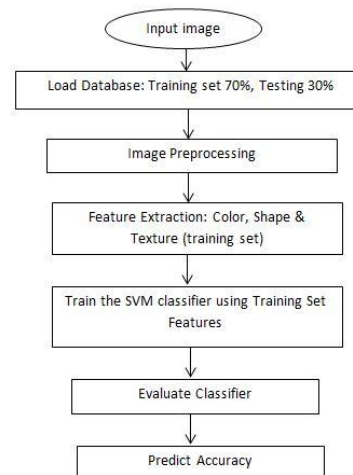 Input image
Load Database: Training set 70%, Testing 30%
Image Preprocessing
Feature Extraction: Color, Shape &
Texture (training set)
Train the SVM classifier using Training Set
Features
Evaluate Classifier
Predict Accuracy